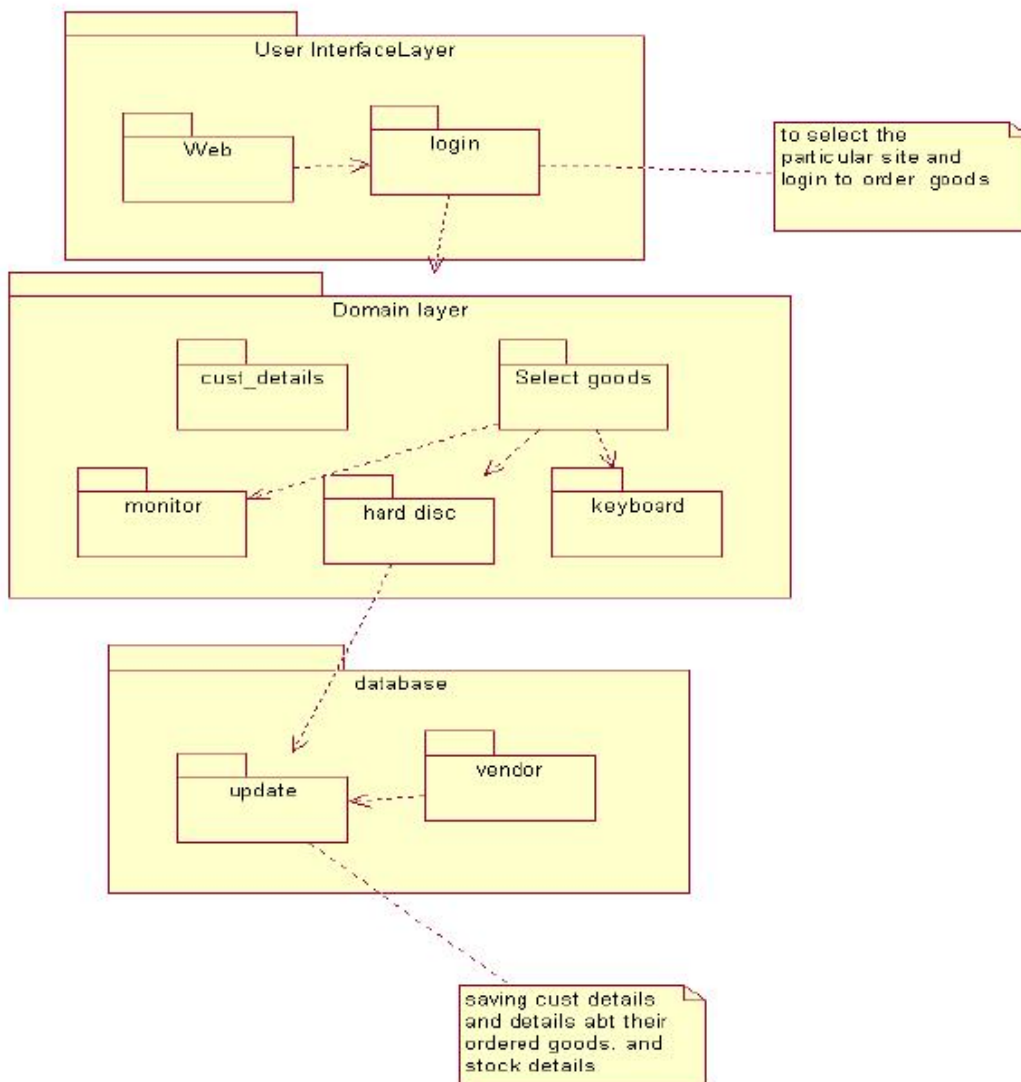 User InterfaceLayer
Web
login
to select the
particular site and
login to order goods
Domain layer
cust_details
Select goods
monitor
hard disc
keyboard
database
update
vendor
saving cust details
and details abt their
ordered goods. and
stock details